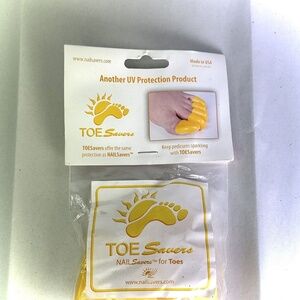 www.nailsavers.com
Made in USA
Another UV Protection Product
TOE Savers
TOESavers offer the same
protection as NAILSavers™
Keep pedicures sparkling
with TOESavers
TOE Savers
NAIL Savers™ for Toes
www.nailsavers.com